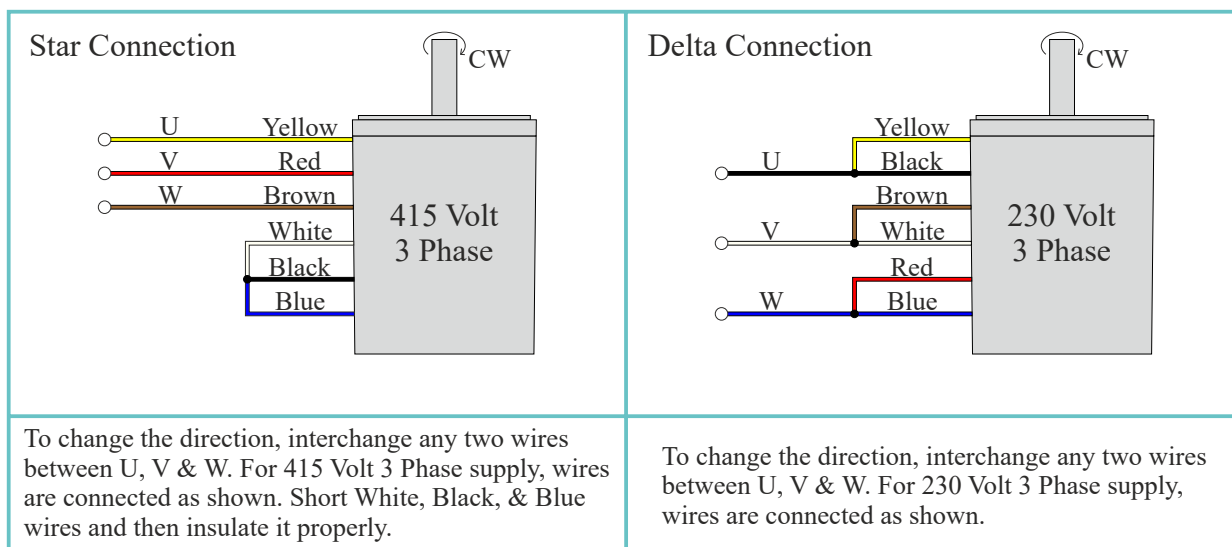 Star Connection
CW
U Yellow
V Red
W Brown
White
Black
Blue
415 Volt
3 Phase
Delta Connection
CW
Yellow
U Black
Brown
V White
Red
W Blue
230 Volt
3 Phase
To change the direction, interchange any two wires
between U, V & W. For 415 Volt 3 Phase supply, wires
are connected as shown. Short White, Black, & Blue
wires and then insulate it properly.
To change the direction, interchange any two wires
between U, V & W. For 230 Volt 3 Phase supply,
wires are connected as shown.